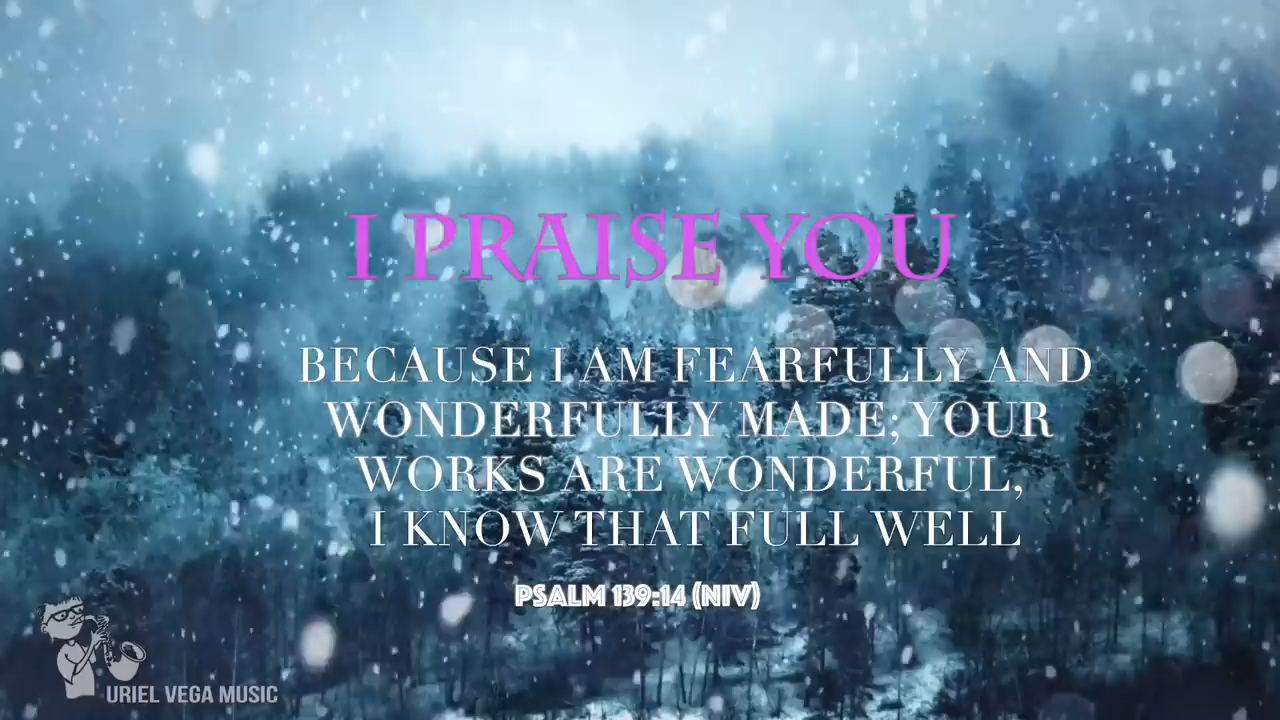 I PRAISE YOU
BECAUSE I AM FEARFULLY AND
WONDERFULLY MADE; YOUR
WORKS ARE WONDERFUL,
I KNOW THAT FULL WELL
PSALM 139:14 (NIV)
URIEL VEGA MUSIC